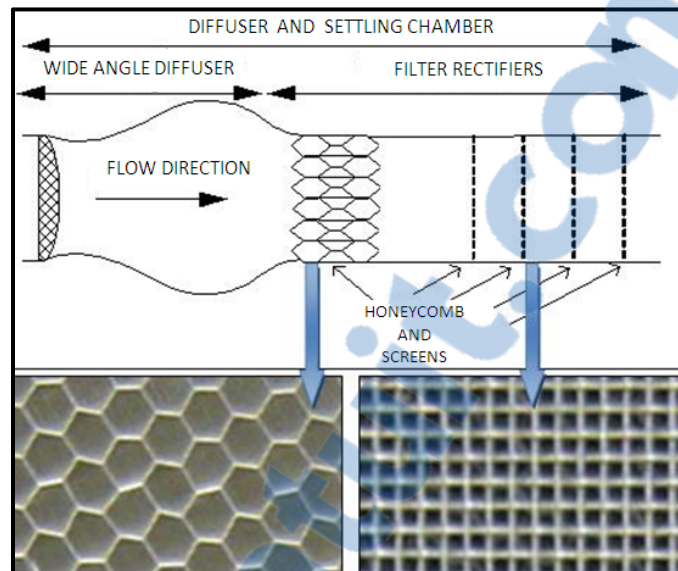 DIFFUSER AND SETTLING CHAMBER
WIDE ANGLE DIFFUSER
FILTER RECTIFIERS
FLOW DIRECTION
HONEYCOMB
AND
SCREENS